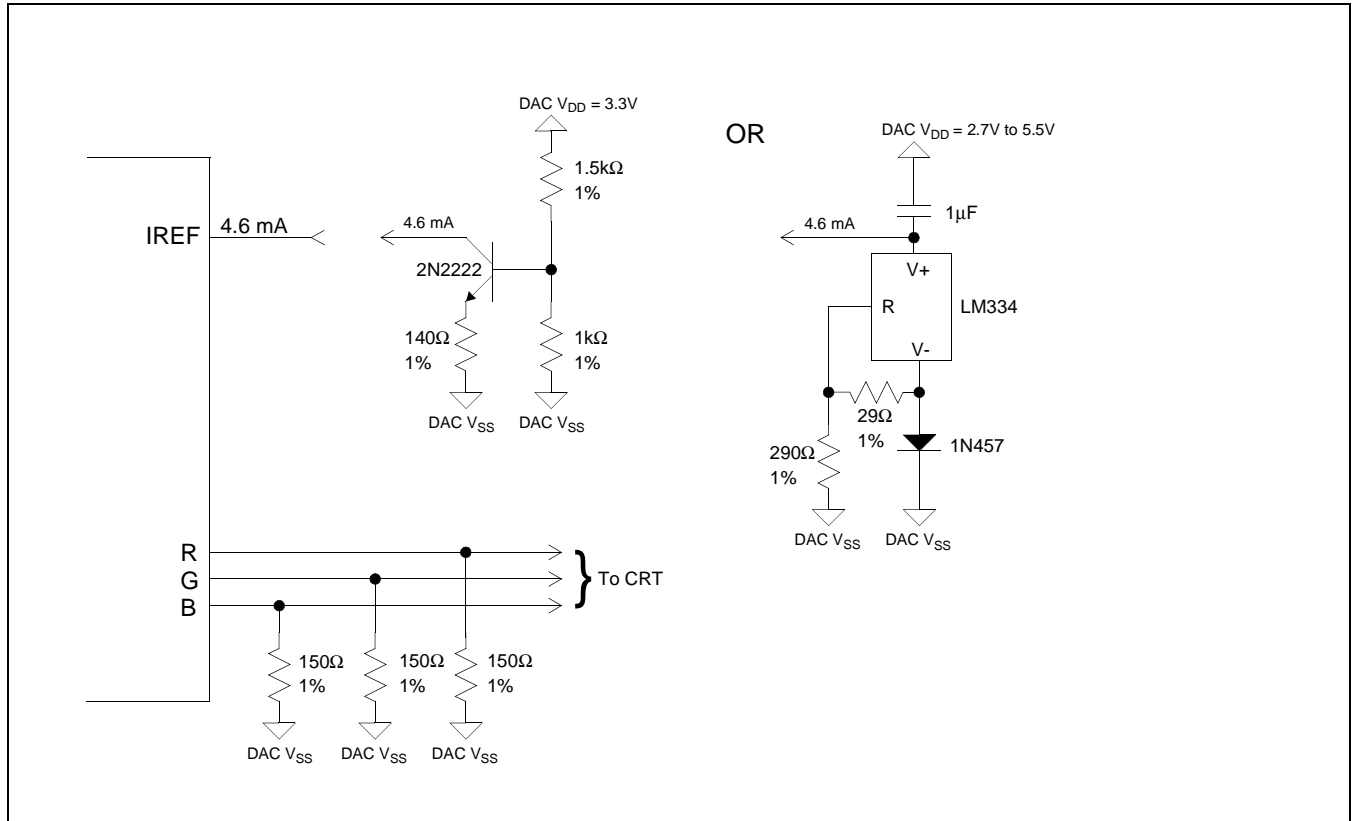 DAC VDD = 3.3V
OR
DAC VDD = 2.7V to 5.5V
1.5kΩ
1%
1μF
IREF
4.6 mA
4.6 mA
4.6 mA
2N2222
V+
R
LM334
V-
140Ω
1%
1kΩ
1%
DAC VSS
DAC VSS
29Ω
1%
1N457
290Ω
1%
DAC VSS
DAC VSS
R
G
B
} To CRT
150Ω
1%
150Ω
1%
150Ω
1%
DAC VSS
DAC VSS
DAC VSS